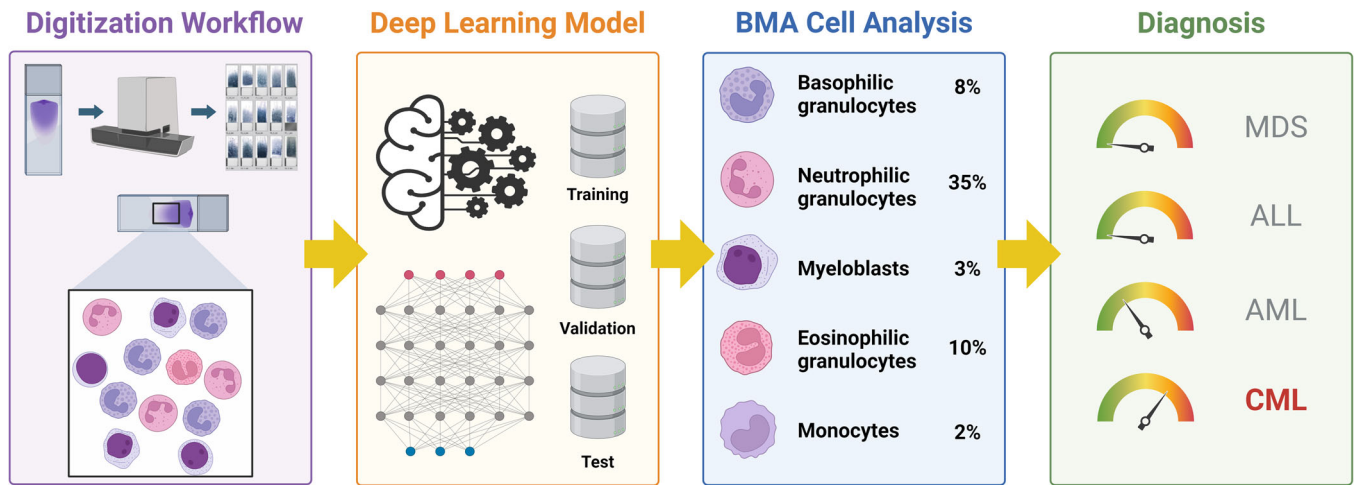 Digitization Workflow
Deep Learning Model
Training
Validation
Test
BMA Cell Analysis
Basophilic
granulocytes
8%
Neutrophilic
granulocytes
35%
Myeloblasts
3%
Eosinophilic
granulocytes
10%
Monocytes
2%
Diagnosis
MDS
ALL
AML
CML